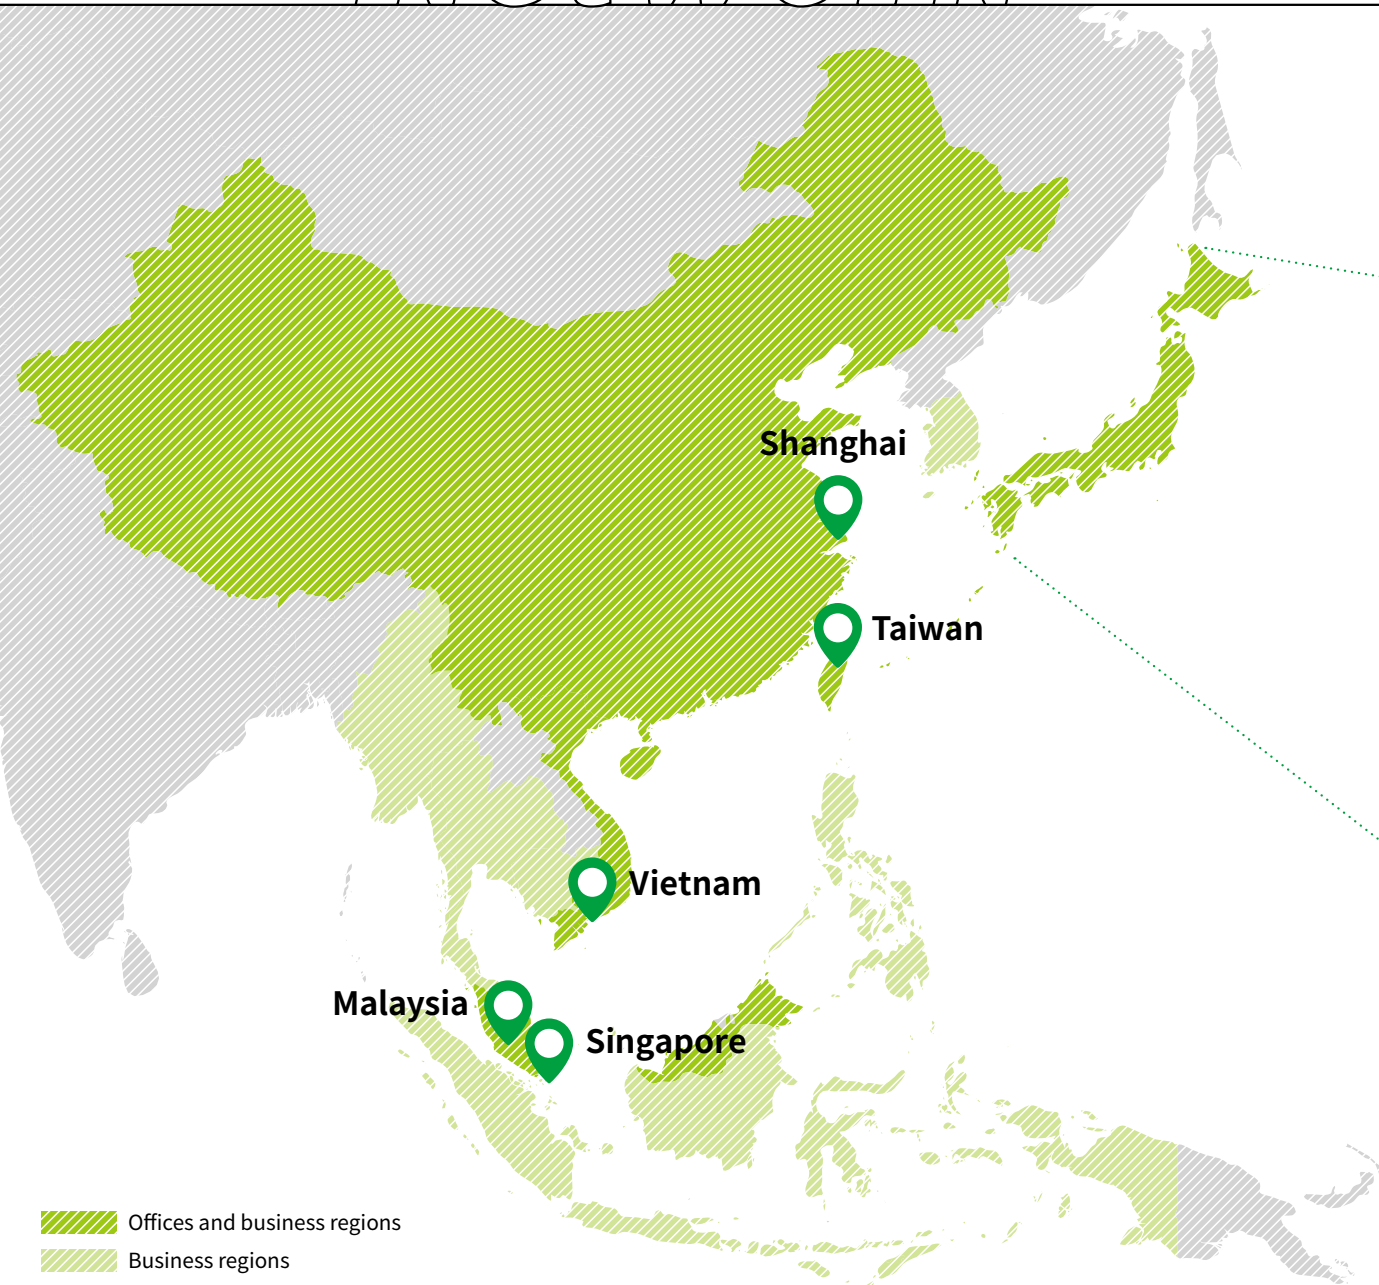 Shanghai
Taiwan
Vietnam
Malaysia
Singapore
Offices and business regions
Business regions